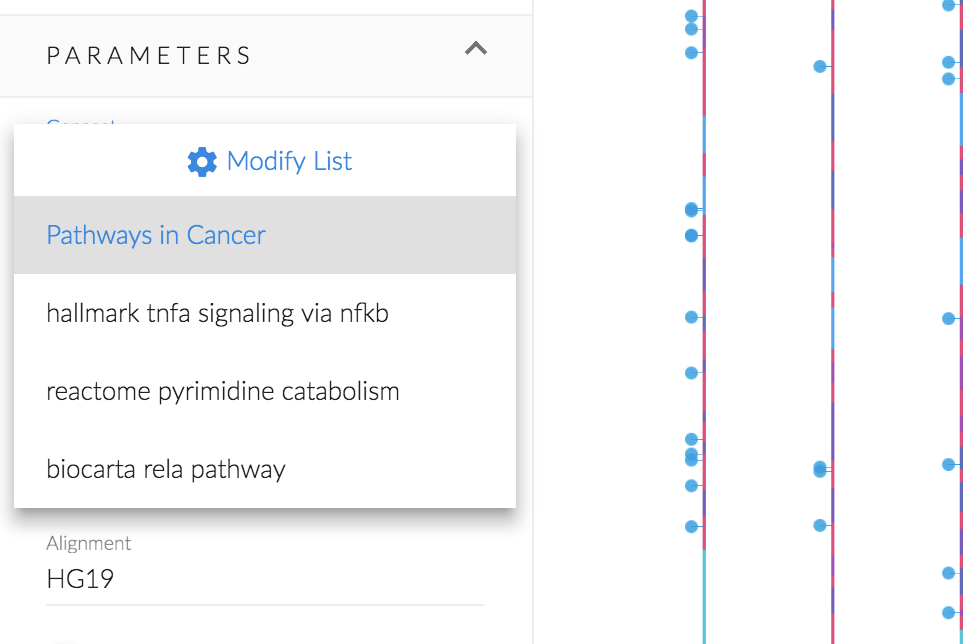 PARAMETERS
Modify List
Pathways in Cancer
hallmark tnfa signaling via nfkb
reactome pyrimidine catabolism
biocarta rela pathway
Alignment
HG19